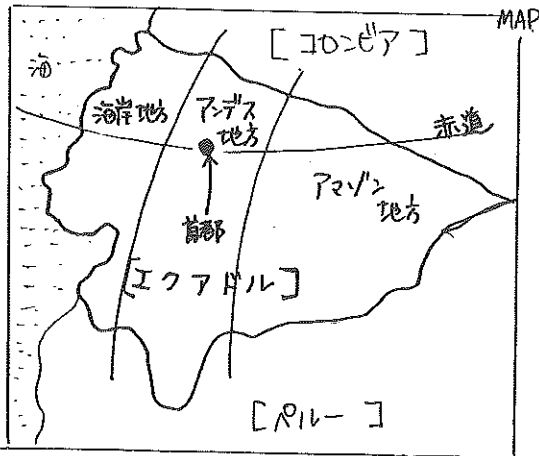 MAP
[コロンビア]
海
海岸地方
アンデス
地方
赤道
アマゾン
地方
首都
[エクアドル]
[ペルー]